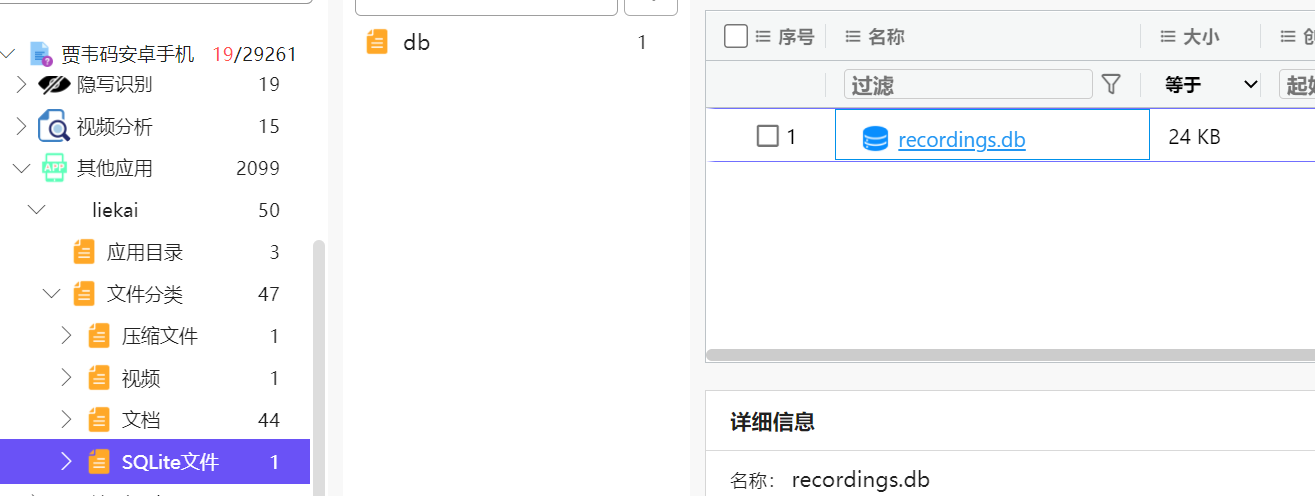 贾韦码安卓手机 19/29261
隐写识别 19
视频分析 15
其他应用 2099
liekai 50
应用目录 3
文件分类 47
压缩文件 1
视频 1
文档 44
SQLite文件 1
db 1
序号 名称 大小
过滤 等于 起始
1 recordings.db 24 KB
详细信息
名称： recordings.db